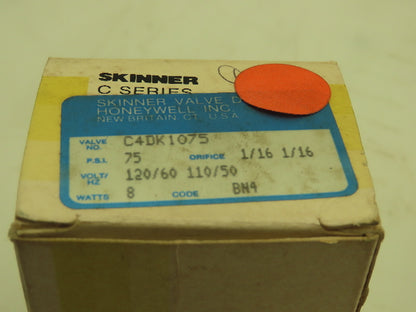 SKINNER
C SERIES
SKINNER VALVE D
HONEYWELL INC.
NEW BRITAIN, CT. U.S.A.
VALVE NO. C4DK1075
P.S.I. 75 ORIFICE 1/16 1/16
VOLT/HZ 120/60 110/50
WATTS 8 CODE BN9